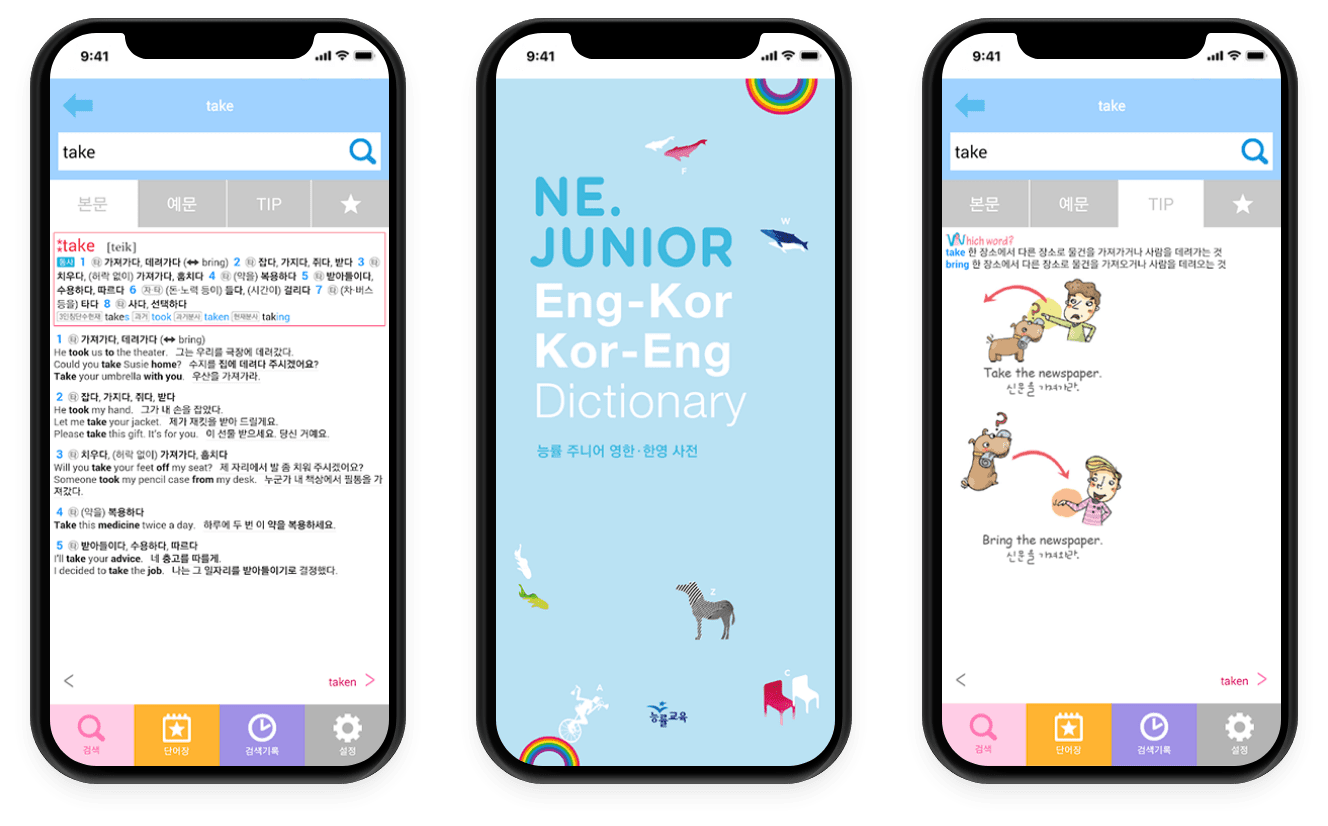 9:41
take
take
본문 예문 TIP
**take [teik]
동사 1 타 가져가다, 데려가다 (↔ bring) 2 타 잡다, 가지다, 쥐다, 받다 3 타
치우다, (허락 없이) 가져가다, 훔치다 4 타 (약을) 복용하다 5 타 받아들이다,
수용하다, 따르다 6 자 타 (돈·노력 등이) 들다, (시간이) 걸리다 7 타 (차·버스
등을) 타다 8 타 사다, 선택하다
3인칭단수현재 takes 과거 took 과거분사 taken 현재분사 taking
1 타 가져가다, 데려가다 (↔ bring)
He took us to the theater. 그는 우리를 극장에 데려갔다.
Could you take Susie home? 수지를 집에 데려다 주시겠어요?
Take your umbrella with you. 우산을 가져가라.
2 타 잡다, 가지다, 쥐다, 받다
He took my hand. 그가 내 손을 잡았다.
Let me take your jacket. 제가 재킷을 받아 드릴게요.
Please take this gift. It's for you. 이 선물 받으세요. 당신 거예요.
3 타 치우다, (허락 없이) 가져가다, 훔치다
Will you take your feet off my seat? 제 자리에서 발 좀 치워 주시겠어요?
Someone took my pencil case from my desk. 누군가 내 책상에서 필통을 가
져갔다.
4 타 (약을) 복용하다
Take this medicine twice a day. 하루에 두 번 이 약을 복용하세요.
5 타 받아들이다, 수용하다, 따르다
I'll take your advice. 네 충고를 따를게.
I decided to take the job. 나는 그 일자리를 받아들이기로 결정했다.
< taken >
검색 단어장 검색기록 설정
9:41
F
W
NE.
JUNIOR
Eng-Kor
Kor-Eng
Dictionary
능률 주니어 영한·한영 사전
Z
C
A
능률교육
9:41
take
take
본문 예문 TIP
Which word?
take 한 장소에서 다른 장소로 물건을 가져가거나 사람을 데려가는 것
bring 한 장소에서 다른 장소로 물건을 가져오거나 사람을 데려오는 것
?
Take the newspaper.
신문을 가져가라.
?
Bring the newspaper.
신문을 가져와라.
< taken >
검색 단어장 검색기록 설정